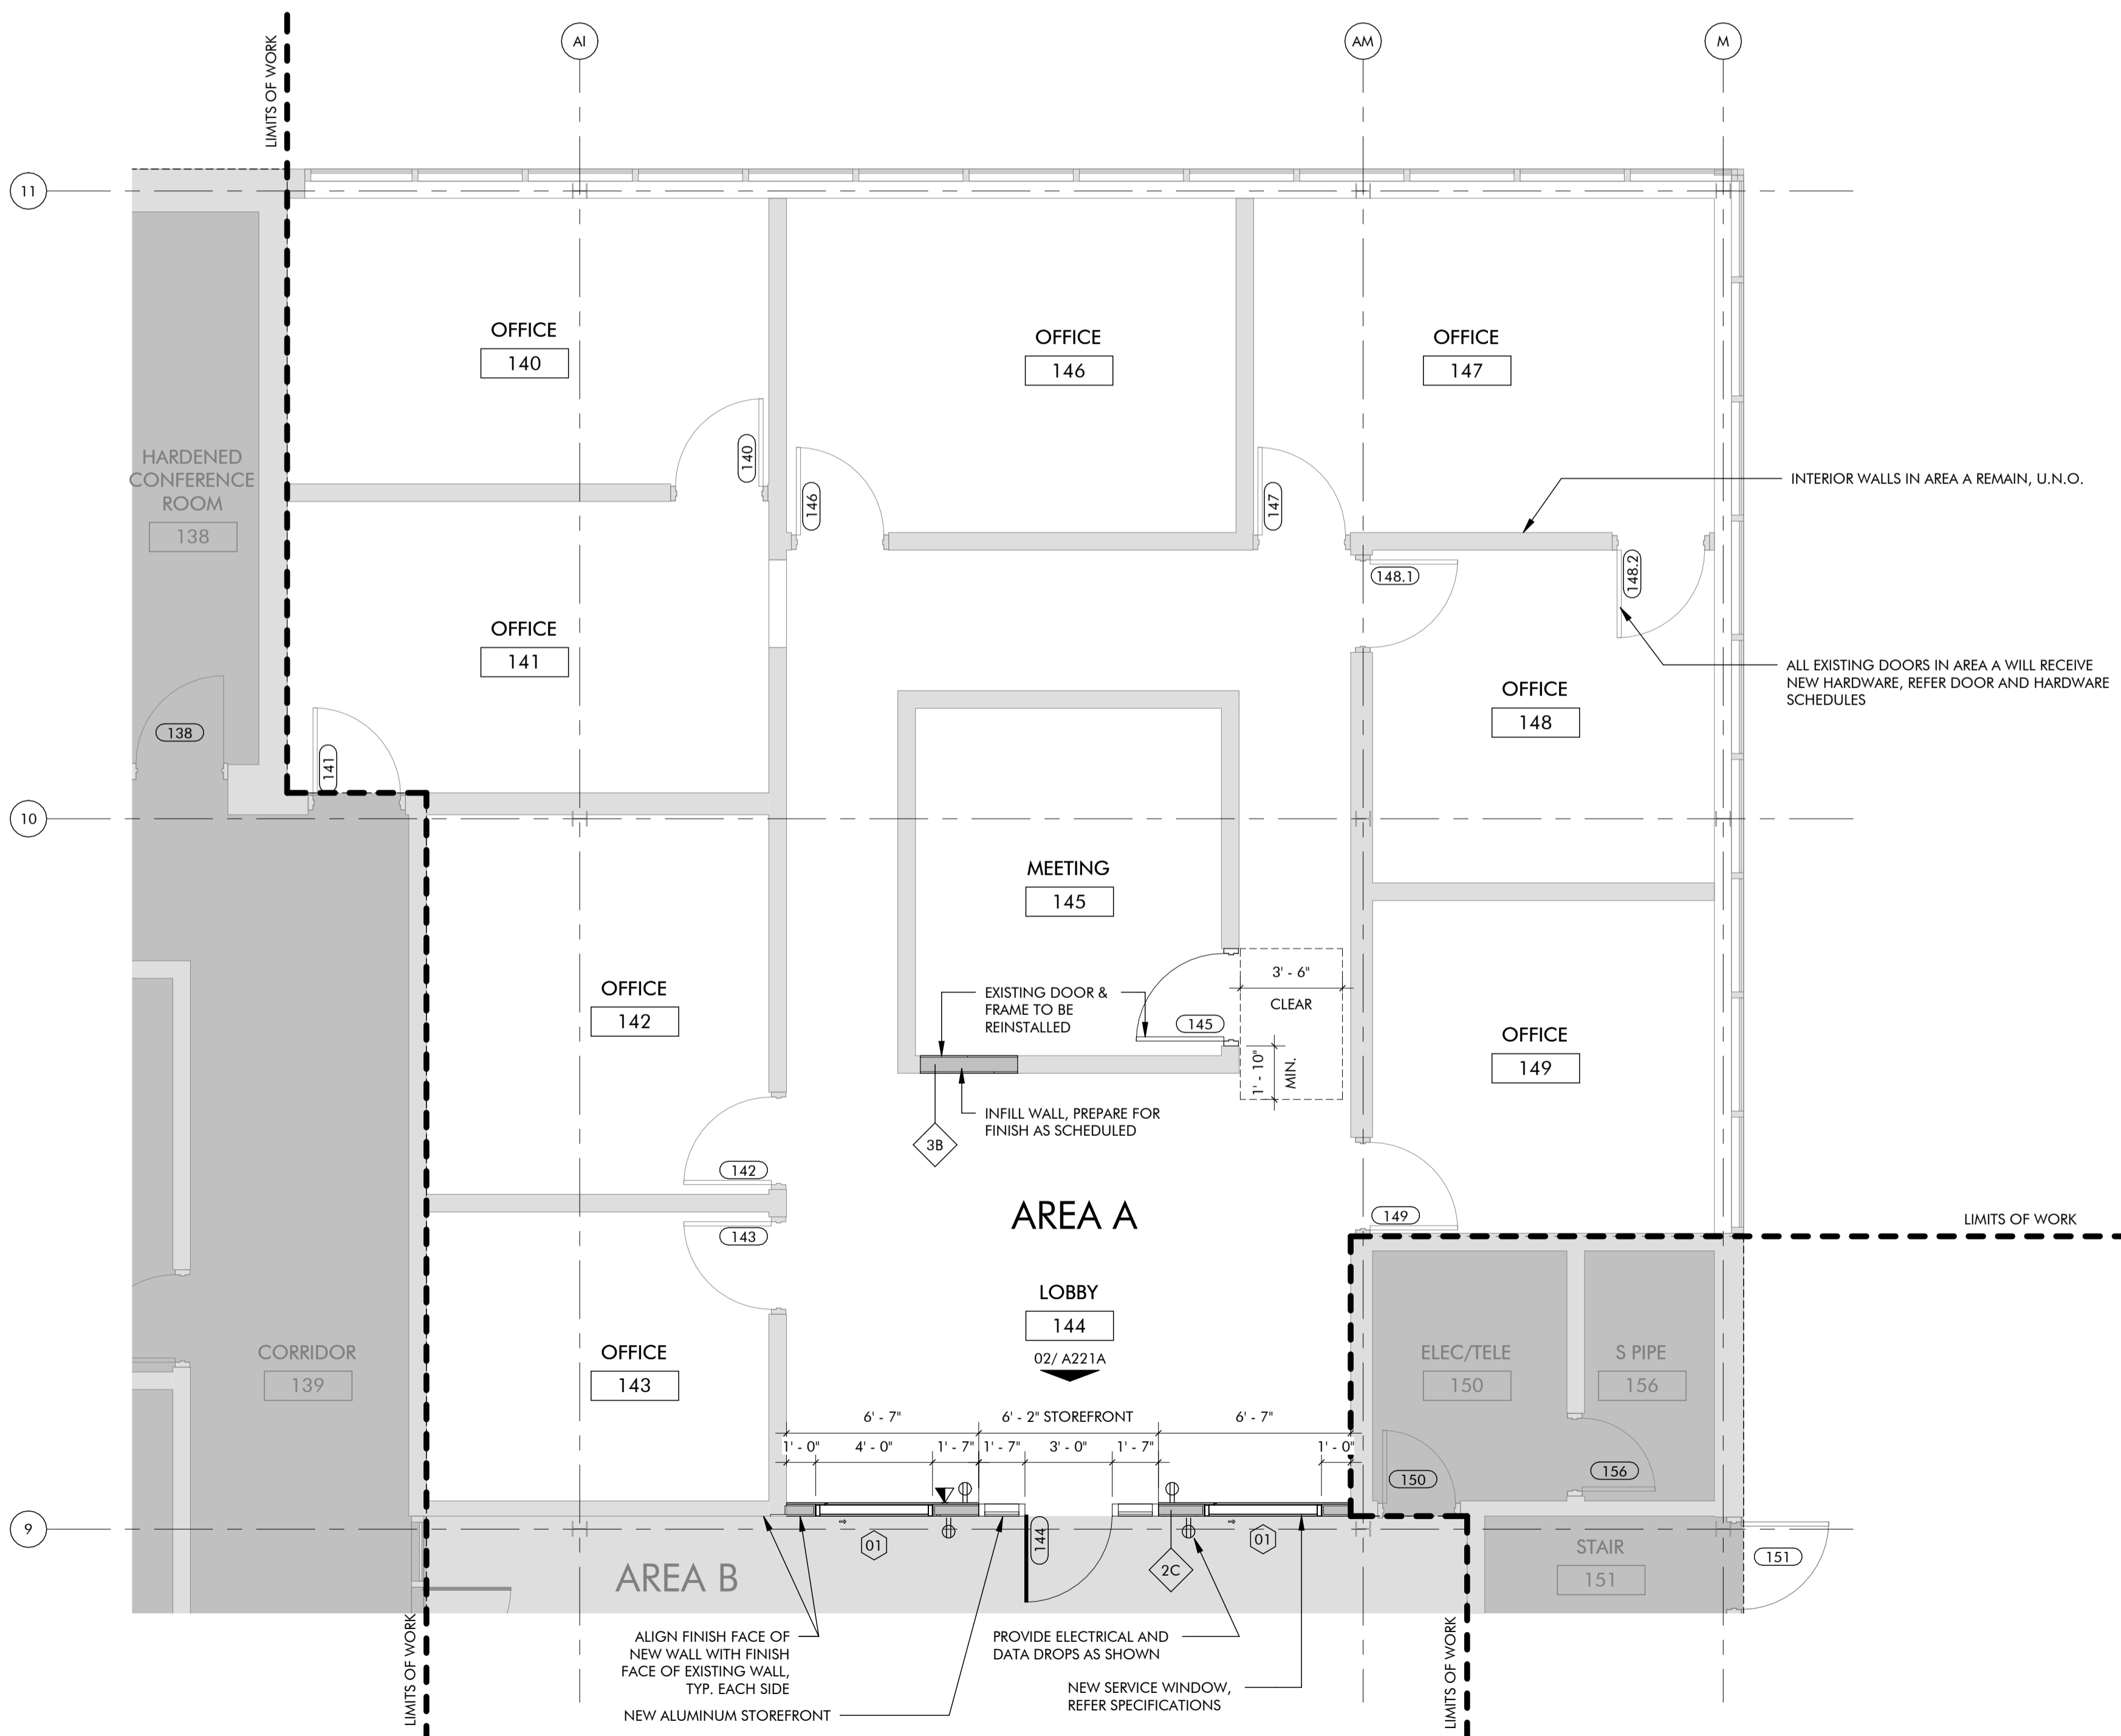 LIMITS OF WORK
AI
AM
M
11
OFFICE
140
OFFICE
146
OFFICE
147
HARDENED
CONFERENCE
ROOM
138
140
146
147
INTERIOR WALLS IN AREA A REMAIN, U.N.O.
148.1
148.2
OFFICE
141
ALL EXISTING DOORS IN AREA A WILL RECEIVE
NEW HARDWARE, REFER DOOR AND HARDWARE
SCHEDULES
OFFICE
148
138
141
10
MEETING
145
OFFICE
142
EXISTING DOOR &
FRAME TO BE
REINSTALLED
145
3' - 6"
CLEAR
1' - 10"
MIN.
OFFICE
149
INFILL WALL, PREPARE FOR
FINISH AS SCHEDULED
3B
142
143
AREA A
149
LIMITS OF WORK
LOBBY
144
02/ A221A
CORRIDOR
139
OFFICE
143
ELEC/TELE
150
S PIPE
156
6' - 7"
6' - 2" STOREFRONT
6' - 7"
1' - 0"
4' - 0"
1' - 7"
1' - 7"
3' - 0"
1' - 7"
1' - 0"
150
156
9
01
144
01
2C
STAIR
151
151
AREA B
LIMITS OF WORK
ALIGN FINISH FACE OF
NEW WALL WITH FINISH
FACE OF EXISTING WALL,
TYP. EACH SIDE
NEW ALUMINUM STOREFRONT
PROVIDE ELECTRICAL AND
DATA DROPS AS SHOWN
NEW SERVICE WINDOW,
REFER SPECIFICATIONS
LIMITS OF WORK